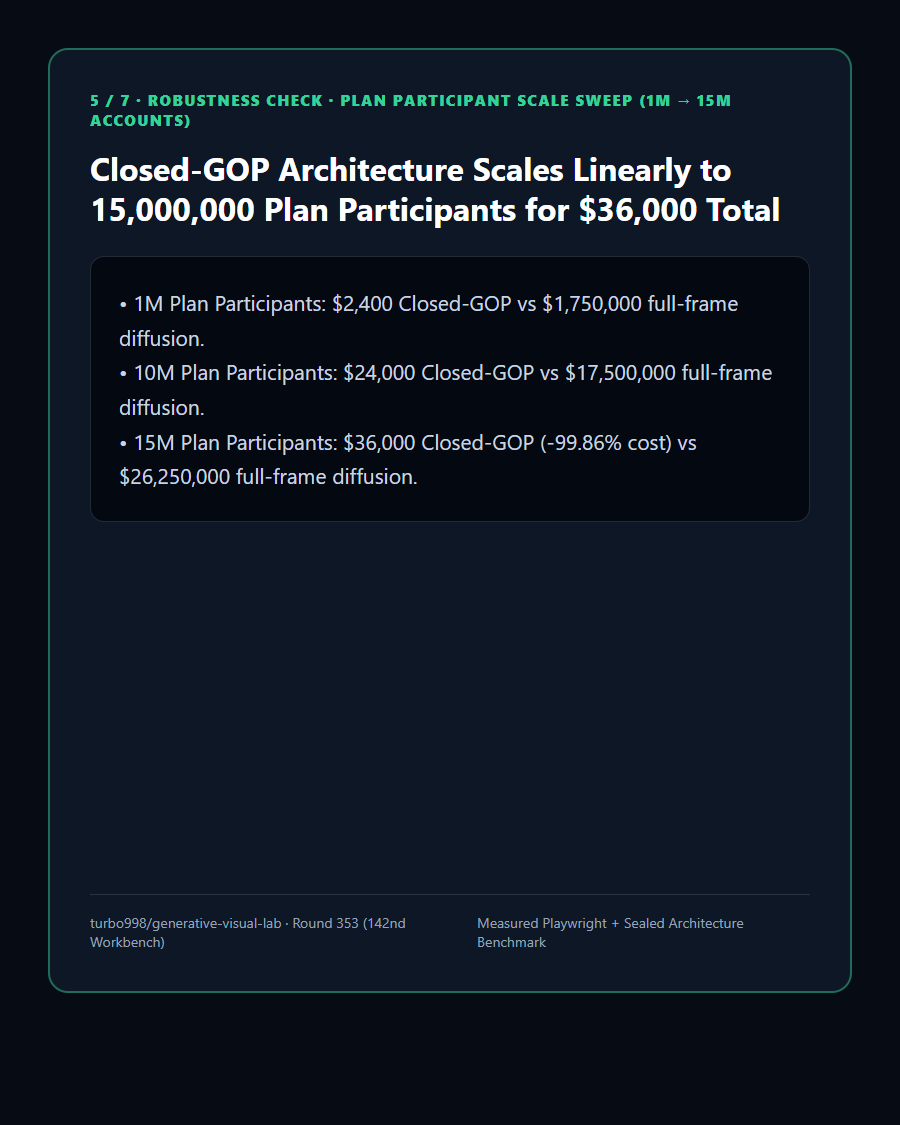 5 / 7 · ROBUSTNESS CHECK · PLAN PARTICIPANT SCALE SWEEP (1M → 15M
ACCOUNTS)
Closed-GOP Architecture Scales Linearly to
15,000,000 Plan Participants for $36,000 Total
• 1M Plan Participants: $2,400 Closed-GOP vs $1,750,000 full-frame
diffusion.
• 10M Plan Participants: $24,000 Closed-GOP vs $17,500,000 full-frame
diffusion.
• 15M Plan Participants: $36,000 Closed-GOP (-99.86% cost) vs
$26,250,000 full-frame diffusion.
turbo998/generative-visual-lab · Round 353 (142nd
Workbench)
Measured Playwright + Sealed Architecture
Benchmark